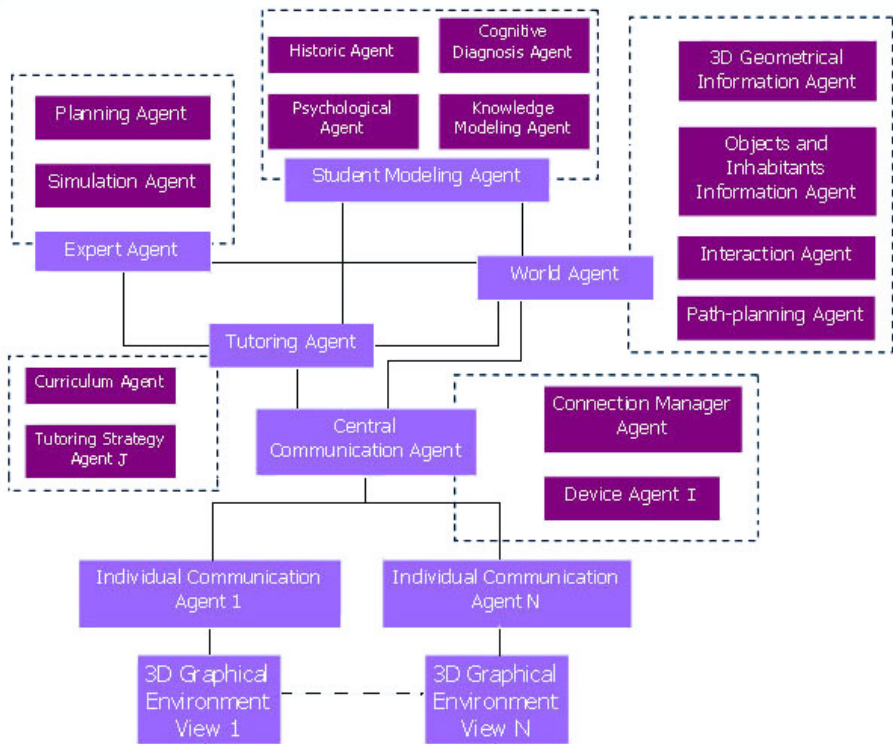 Historic Agent
Cognitive
Diagnosis Agent
Psychological
Agent
Knowledge
Modeling Agent
Student Modeling Agent
Planning Agent
Simulation Agent
Expert Agent
3D Geometrical
Information Agent
Objects and
Inhabitants
Information Agent
Interaction Agent
Path-planning Agent
World Agent
Tutoring Agent
Curriculum Agent
Tutoring Strategy
Agent J
Central
Communication Agent
Connection Manager
Agent
Device Agent I
Individual Communication
Agent 1
Individual Communication
Agent N
3D Graphical
Environment
View 1
3D Graphical
Environment
View N